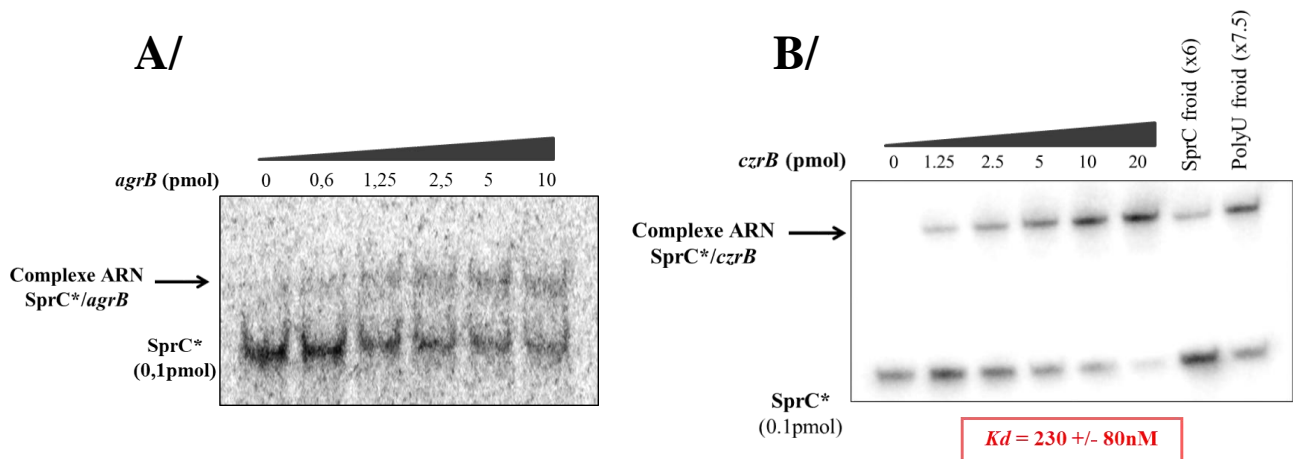 A/
agrB (pmol)
0 0,6 1,25 2,5 5 10
Complexe ARN
SprC*/agrB
SprC*
(0,1pmol)
B/
SprC froid (x6)
PolyU froid (x7.5)
czrB (pmol)
0 1.25 2.5 5 10 20
Complexe ARN
SprC*/czrB
SprC*
(0.1pmol)
Kd = 230 +/- 80nM